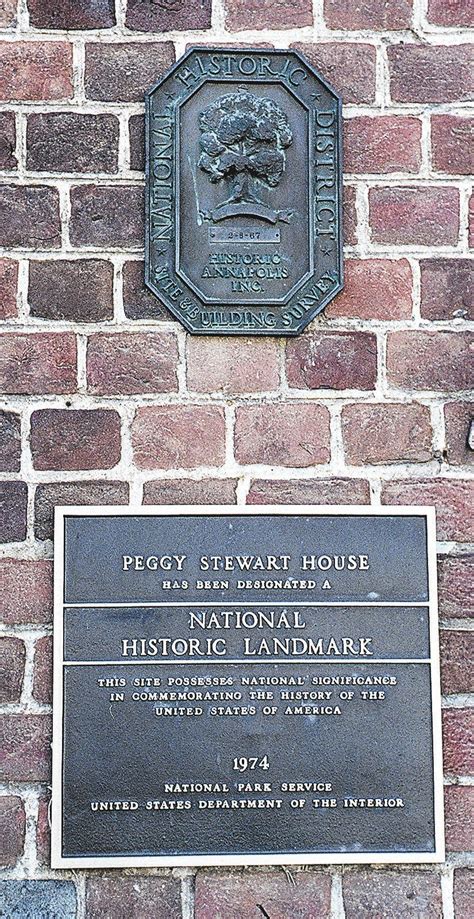 NATIONAL HISTORIC DISTRICT
2-8-67
HISTORIC
ANNAPOLIS
INC.
SITE & BUILDING SURVEY
PEGGY STEWART HOUSE
HAS BEEN DESIGNATED A
NATIONAL
HISTORIC LANDMARK
THIS SITE POSSESSES NATIONAL SIGNIFICANCE
IN COMMEMORATING THE HISTORY OF THE
UNITED STATES OF AMERICA
1974
NATIONAL PARK SERVICE
UNITED STATES DEPARTMENT OF THE INTERIOR